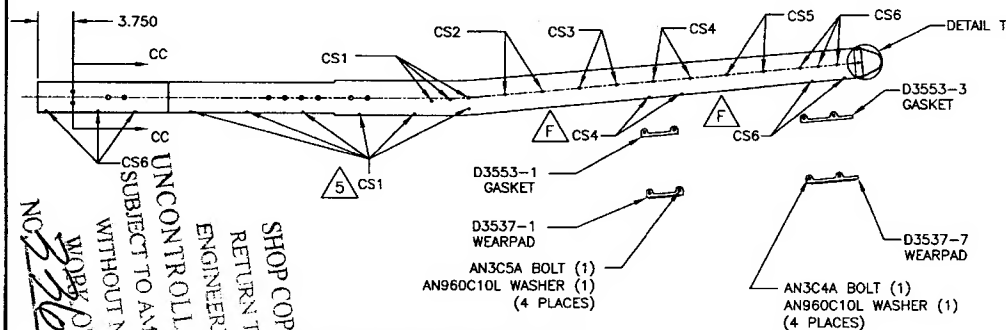 3.750
CC
CC
CS1
CS2
CS3
CS4
CS5
CS6
DETAIL T
D3553-3
GASKET
F
CS4
F
CS6
CS6
5
CS1
D3553-1
GASKET
D3537-1
WEARPAD
D3537-7
WEARPAD
AN3C5A BOLT (1)
AN960C10L WASHER (1)
(4 PLACES)
AN3C4A BOLT (1)
AN960C10L WASHER (1)
(4 PLACES)
SHOP COP
RETURN T
ENGINEER
UNCONTROLL
SUBJECT TO AM
WITHOUT N
WORK O
NO